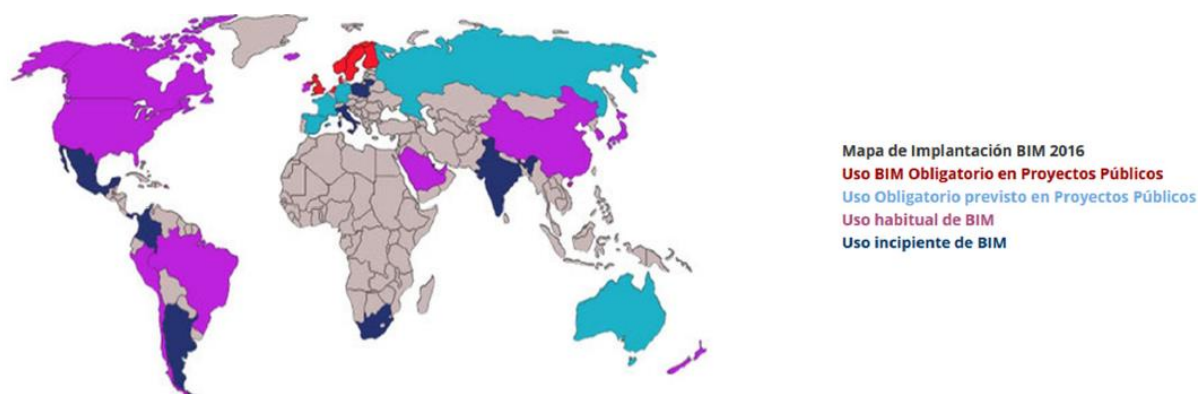 Mapa de Implantación BIM 2016
Uso BIM Obligatorio en Proyectos Públicos
Uso Obligatorio previsto en Proyectos Públicos
Uso habitual de BIM
Uso incipiente de BIM